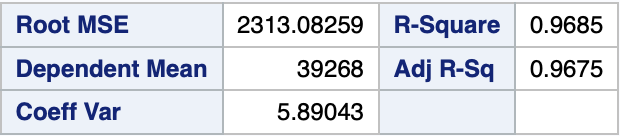 Root MSE 2313.08259 R-Square 0.9685
Dependent Mean 39268 Adj R-Sq 0.9675
Coeff Var 5.89043